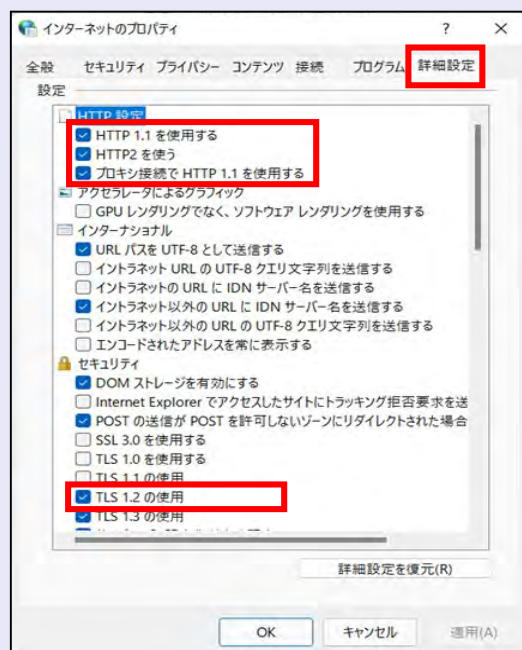 インターネットのプロパティ ? ×
全般 セキュリティ プライバシー コンテンツ 接続 プログラム 詳細設定
設定
HTTP 設定
HTTP 1.1 を使用する
HTTP2 を使う
プロキシ接続で HTTP 1.1 を使用する
アクセラレータによるグラフィック
GPU レンダリングでなく、ソフトウェア レンダリングを使用する
インターナショナル
URL パスを UTF-8 として送信する
イントラネット URL の UTF-8 クエリ文字列を送信する
イントラネットの URL に IDN サーバー名を送信する
イントラネット以外の URL に IDN サーバー名を送信する
イントラネット以外の URL の UTF-8 クエリ文字列を送信する
エンコードされたアドレスを常に表示する
セキュリティ
DOM ストレージを有効にする
Internet Explorer でアクセスしたサイトにトラッキング拒否要求を送
POST の送信が POST を許可しないゾーンにリダイレクトされた場合
SSL 3.0 を使用する
TLS 1.0 を使用する
TLS 1.1 の使用
TLS 1.2 の使用
TLS 1.3 の使用
詳細設定を復元(R)
OK キャンセル 適用(A)